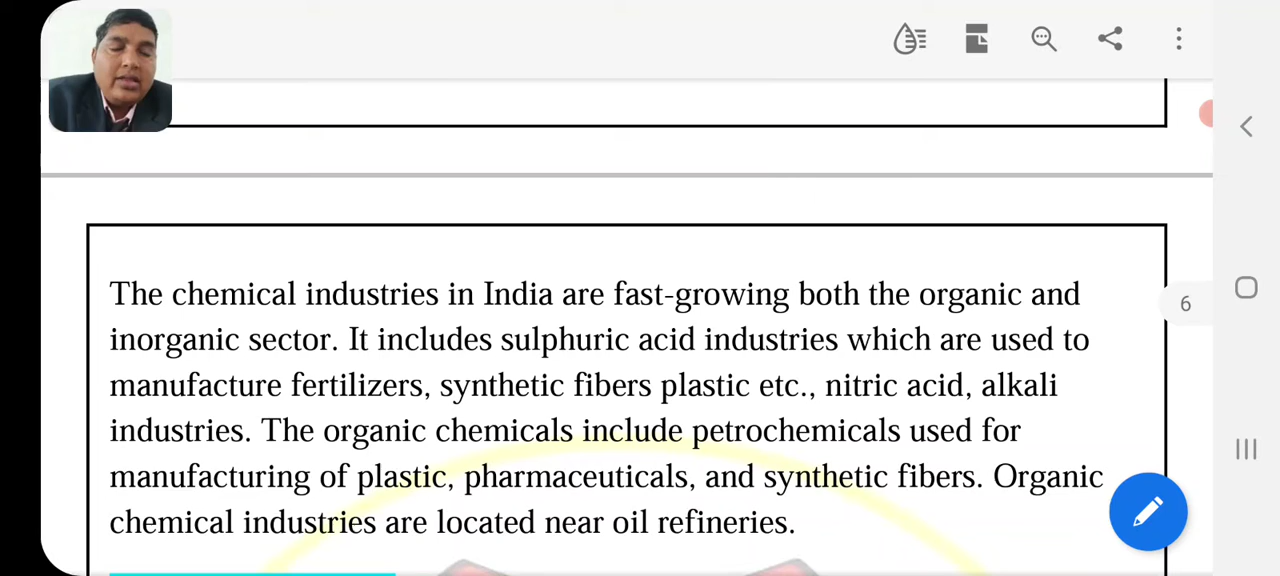 6
The chemical industries in India are fast-growing both the organic and
inorganic sector. It includes sulphuric acid industries which are used to
manufacture fertilizers, synthetic fibers plastic etc., nitric acid, alkali
industries. The organic chemicals include petrochemicals used for
manufacturing of plastic, pharmaceuticals, and synthetic fibers. Organic
chemical industries are located near oil refineries.